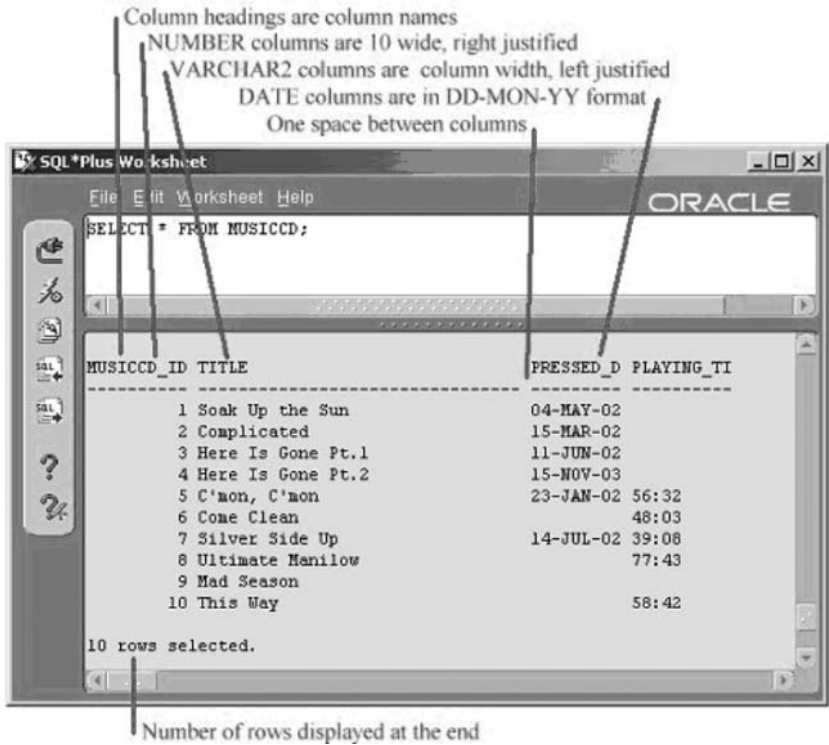 Column headings are column names
NUMBER columns are 10 wide, right justified
VARCHAR2 columns are column width, left justified
DATE columns are in DD-MON-YY format
One space between columns
SQL*Plus Worksheet
File Edit Worksheet Help
ORACLE
SELECT * FROM MUSICCD;
SQL
SQL
MUSICCD_ID TITLE PRESSED_D PLAYING_TI
---------- ---------------------------------------- --------- ----------
1 Soak Up the Sun 04-MAY-02
2 Complicated 15-MAR-02
3 Here Is Gone Pt.1 11-JUN-02
4 Here Is Gone Pt.2 15-NOV-03
5 C'mon, C'mon 23-JAN-02 56:32
6 Come Clean 48:03
7 Silver Side Up 14-JUL-02 39:08
8 Ultimate Manilow 77:43
9 Mad Season
10 This Way 58:42
10 rows selected.
Number of rows displayed at the end